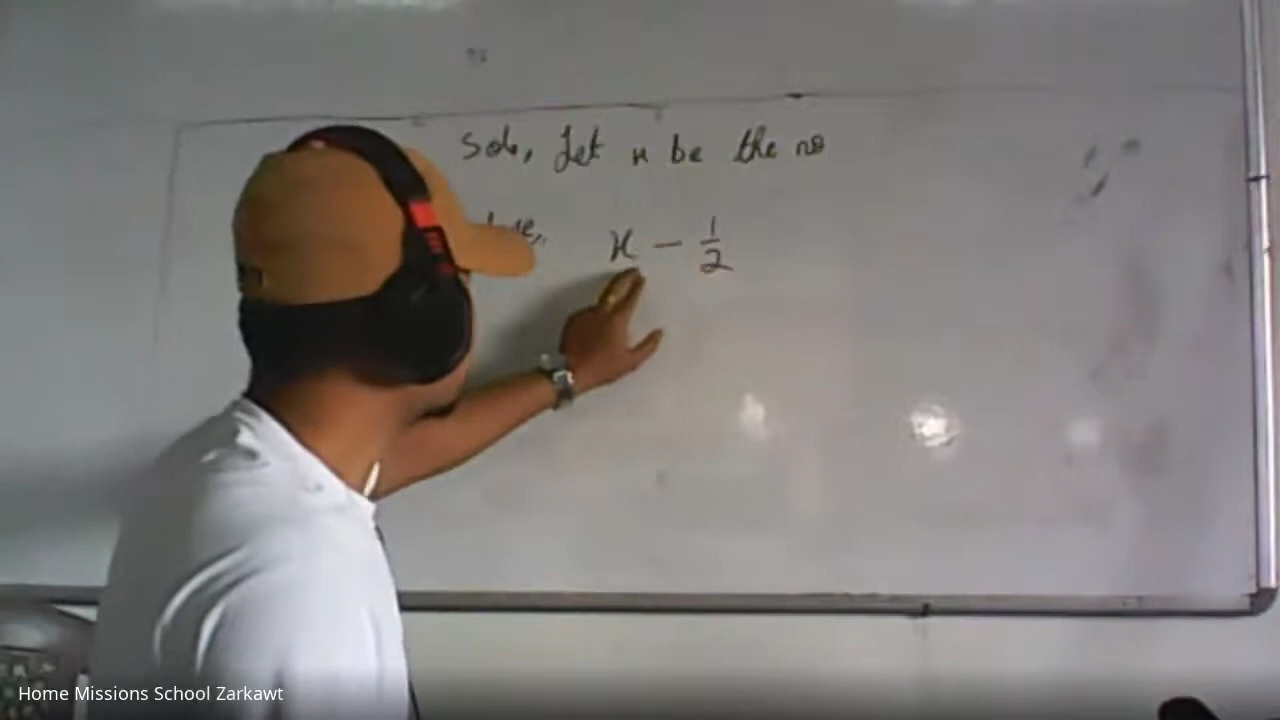 Soln, Let x be the no
x - 1/2
Home Missions School Zarkawt